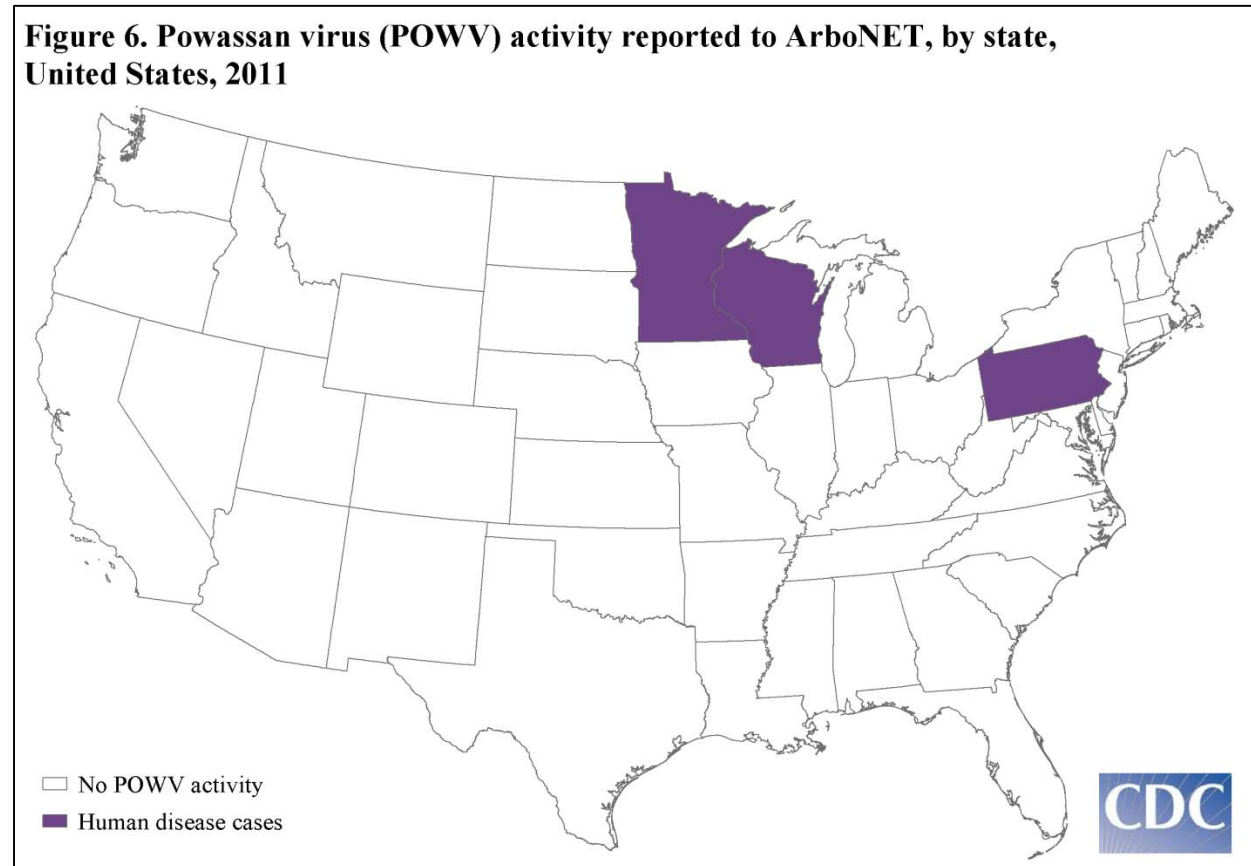 Figure 6. Powassan virus (POWV) activity reported to ArboNET, by state,
United States, 2011
No POWV activity
Human disease cases
CDC